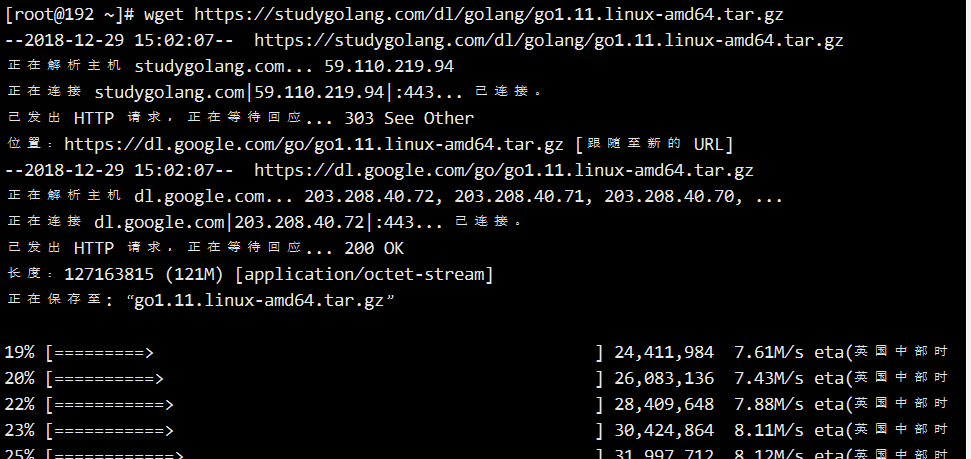 [root@192 ~]# wget https://studygolang.com/dl/golang/go1.11.linux-amd64.tar.gz
--2018-12-29 15:02:07--  https://studygolang.com/dl/golang/go1.11.linux-amd64.tar.gz
正在解析主机 studygolang.com... 59.110.219.94
正在连接 studygolang.com|59.110.219.94|:443... 已连接。
已发出 HTTP 请求，正在等待回应... 303 See Other
位置：https://dl.google.com/go/go1.11.linux-amd64.tar.gz [跟随至新的 URL]
--2018-12-29 15:02:07--  https://dl.google.com/go/go1.11.linux-amd64.tar.gz
正在解析主机 dl.google.com... 203.208.40.72, 203.208.40.71, 203.208.40.70, ...
正在连接 dl.google.com|203.208.40.72|:443... 已连接。
已发出 HTTP 请求，正在等待回应... 200 OK
长度：127163815 (121M) [application/octet-stream]
正在保存至: “go1.11.linux-amd64.tar.gz”
19% [=========>                                            ] 24,411,984  7.61M/s eta(英国中部时
20% [==========>                                           ] 26,083,136  7.43M/s eta(英国中部时
22% [===========>                                          ] 28,409,648  7.88M/s eta(英国中部时
23% [===========>                                          ] 30,424,864  8.11M/s eta(英国中部时
25% [============>                                         ] 31,997,712  8.12M/s eta(英国中部时